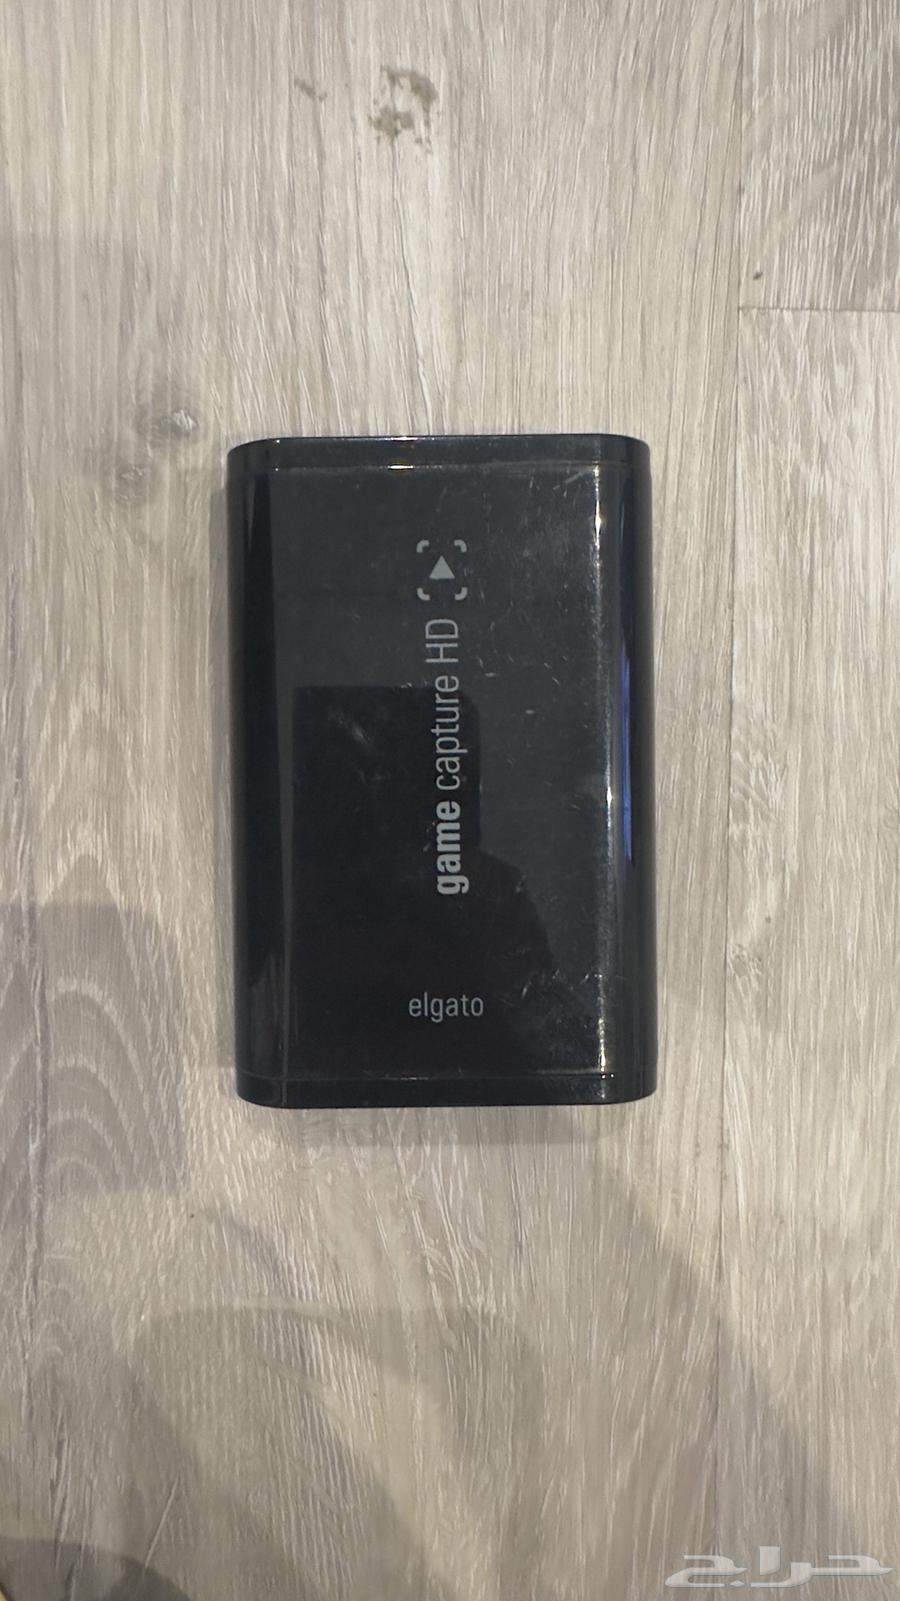 game capture HD
elgato
حراج